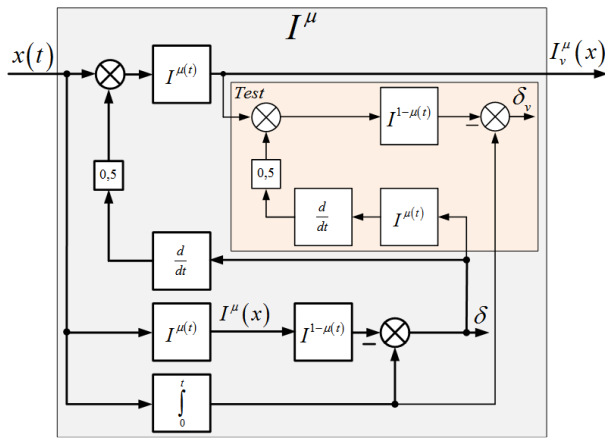 I^μ
x(t)
I_v^μ(x)
I^μ(t)
Test
I^1−μ(t)
δ_v
−
0,5
0,5
d/dt
I^μ(t)
d/dt
I^μ(t)
I^μ(x)
I^1−μ(t)
−
δ
∫_0^t